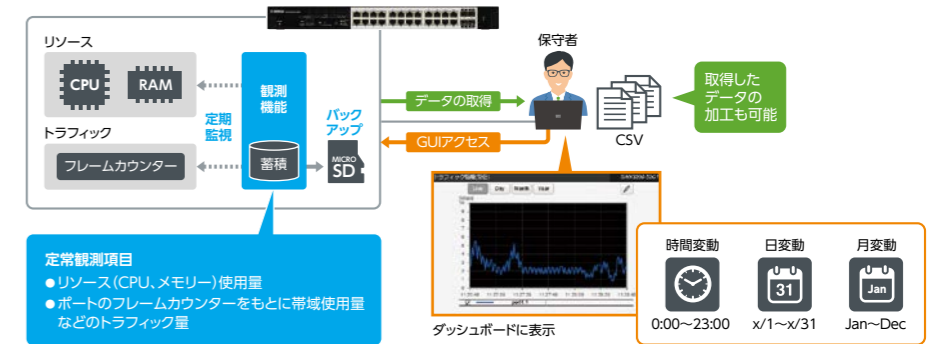 YAMAHA
リソース
CPU
RAM
トラフィック
フレームカウンター
定期
監視
観測
機能
蓄積
バック
アップ
MICRO
SD
データの取得
GUIアクセス
保守者
CSV
取得した
データの
加工も可能
定常観測項目
●リソース(CPU、メモリー)使用量
●ポートのフレームカウンターをもとに帯域使用量
などのトラフィック量
Day
Month
Year
ダッシュボードに表示
時間変動
日変動
月変動
31
Jan
0:00〜23:00
x/1〜x/31
Jan〜Dec